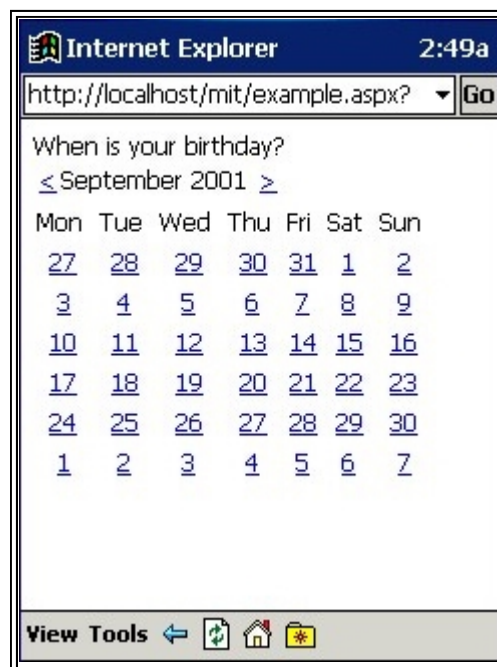 Internet Explorer 2:49a
http://localhost/mit/example.aspx? Go
When is your birthday?
< September 2001 >
Mon Tue Wed Thu Fri Sat Sun
27 28 29 30 31 1 2
3 4 5 6 7 8 9
10 11 12 13 14 15 16
17 18 19 20 21 22 23
24 25 26 27 28 29 30
1 2 3 4 5 6 7
View Tools